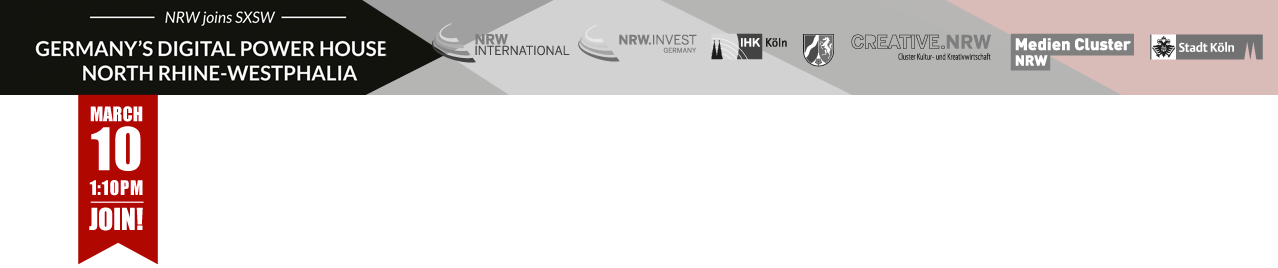 NRW joins SXSW
GERMANY'S DIGITAL POWER HOUSE
NORTH RHINE-WESTPHALIA
NRW
INTERNATIONAL
NRW.INVEST
GERMANY
IHK Köln
CREATIVE.NRW
Cluster Kultur- und Kreativwirtschaft
Medien Cluster
NRW
Stadt Köln
MARCH
10
1:10PM
JOIN!